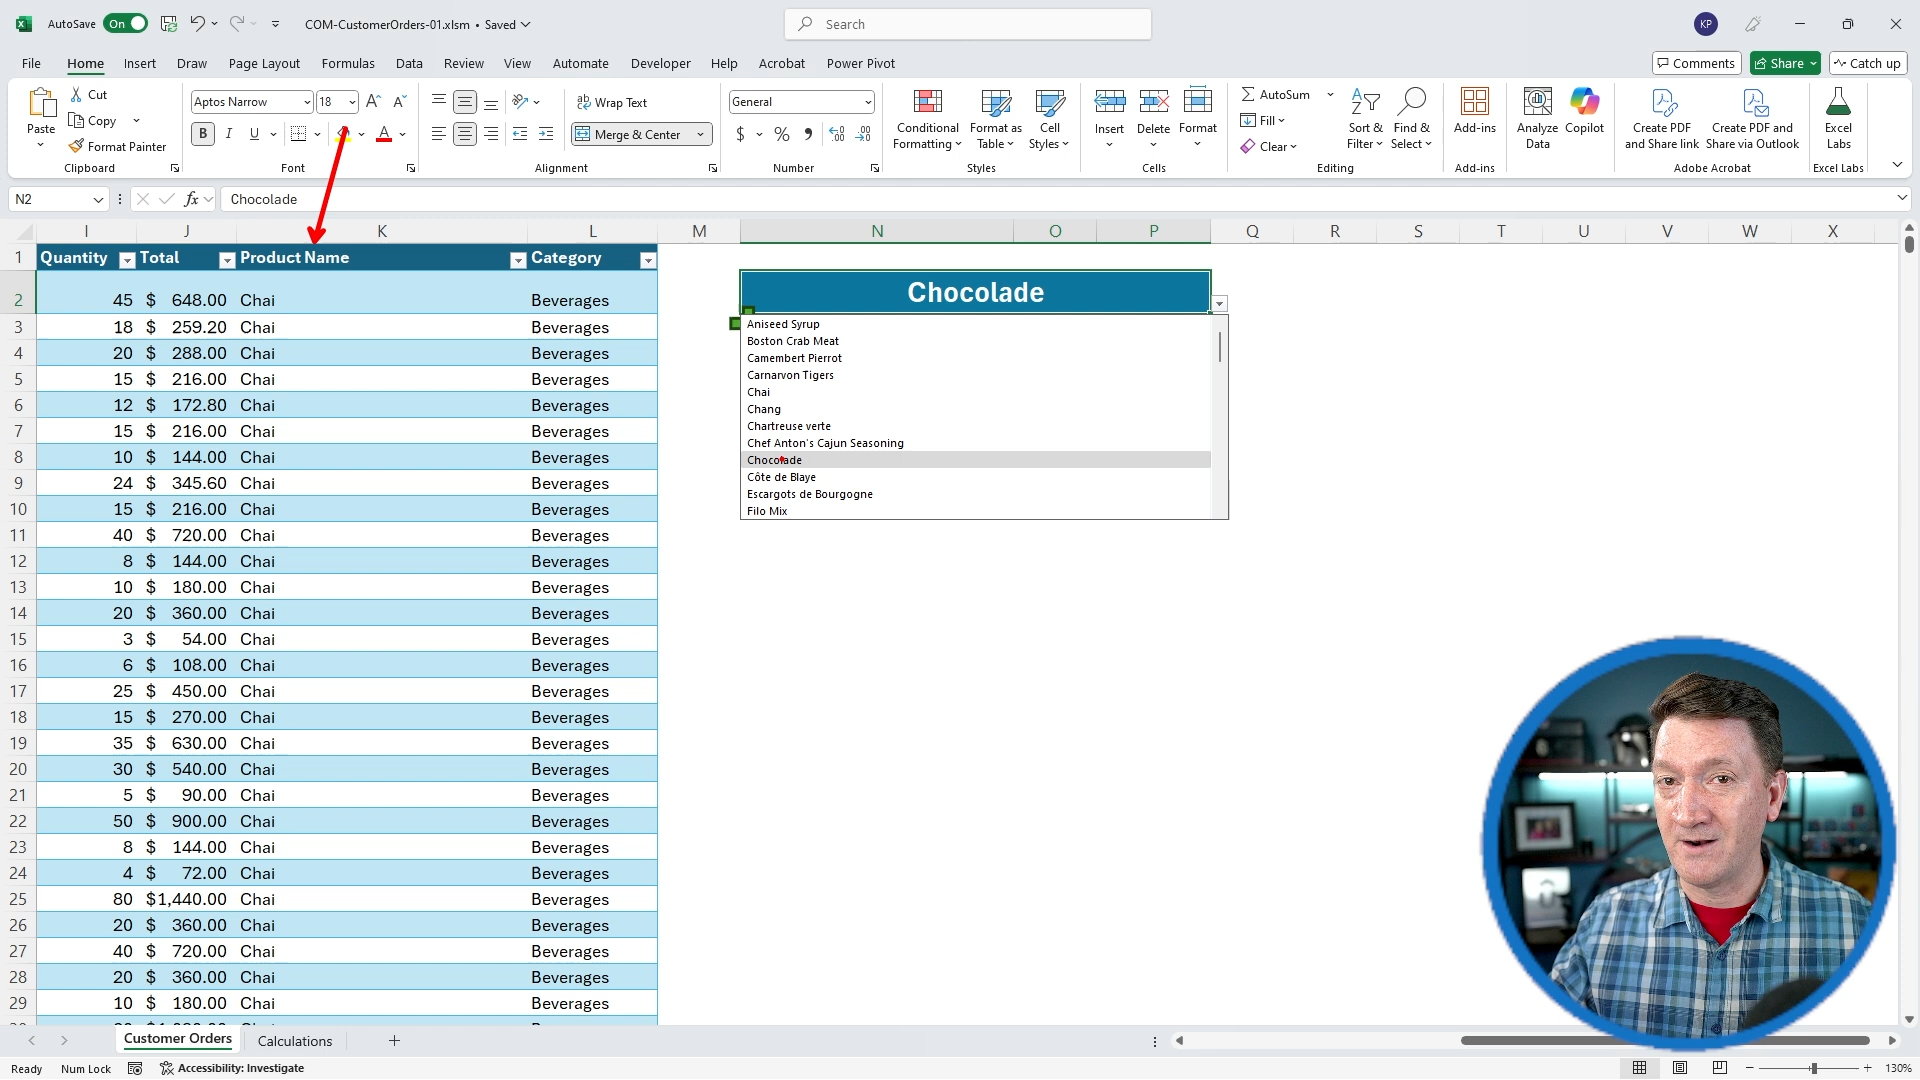 AutoSave On COM-CustomerOrders-01.xlsm • Saved Search KP
File Home Insert Draw Page Layout Formulas Data Review View Automate Developer Help Acrobat Power Pivot Comments Share Catch up
Paste Cut Copy Format Painter Clipboard
Aptos Narrow 18 B I U A Font
Wrap Text Merge & Center Alignment
General $ % Number
Conditional Formatting Format as Table Cell Styles Styles
Insert Delete Format Cells
AutoSum Fill Clear Sort & Filter Find & Select Editing
Add-ins Add-ins
Analyze Data Copilot
Create PDF and Share link Create PDF and Share via Outlook Adobe Acrobat
Excel Labs Excel Labs
N2 fx Chocolade
I J K L M N O P Q R S T U V W X
1 Quantity Total Product Name Category
2 45 $ 648.00 Chai Beverages
3 18 $ 259.20 Chai Beverages
4 20 $ 288.00 Chai Beverages
5 15 $ 216.00 Chai Beverages
6 12 $ 172.80 Chai Beverages
7 15 $ 216.00 Chai Beverages
8 10 $ 144.00 Chai Beverages
9 24 $ 345.60 Chai Beverages
10 15 $ 216.00 Chai Beverages
11 40 $ 720.00 Chai Beverages
12 8 $ 144.00 Chai Beverages
13 10 $ 180.00 Chai Beverages
14 20 $ 360.00 Chai Beverages
15 3 $ 54.00 Chai Beverages
16 6 $ 108.00 Chai Beverages
17 25 $ 450.00 Chai Beverages
18 15 $ 270.00 Chai Beverages
19 35 $ 630.00 Chai Beverages
20 30 $ 540.00 Chai Beverages
21 5 $ 90.00 Chai Beverages
22 50 $ 900.00 Chai Beverages
23 8 $ 144.00 Chai Beverages
24 4 $ 72.00 Chai Beverages
25 80 $1,440.00 Chai Beverages
26 20 $ 360.00 Chai Beverages
27 40 $ 720.00 Chai Beverages
28 20 $ 360.00 Chai Beverages
29 10 $ 180.00 Chai Beverages
Chocolade
Aniseed Syrup
Boston Crab Meat
Camembert Pierrot
Carnarvon Tigers
Chai
Chang
Chartreuse verte
Chef Anton's Cajun Seasoning
Chocolade
Côte de Blaye
Escargots de Bourgogne
Filo Mix
Customer Orders Calculations
Ready Num Lock Accessibility: Investigate 130%